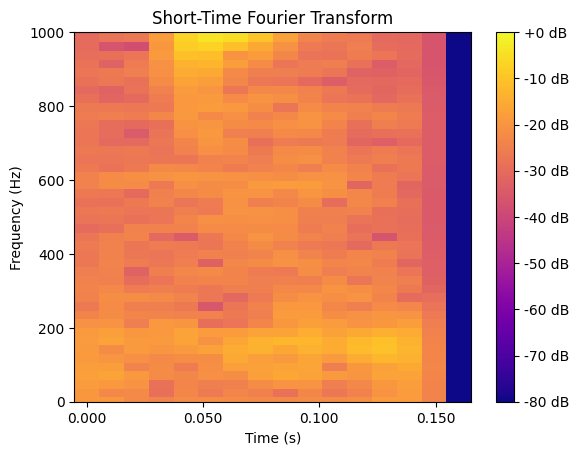 Short-Time Fourier Transform
1000
800
600
400
200
0
Frequency (Hz)
0.000
0.050
0.100
0.150
Time (s)
+0 dB
-10 dB
-20 dB
-30 dB
-40 dB
-50 dB
-60 dB
-70 dB
-80 dB